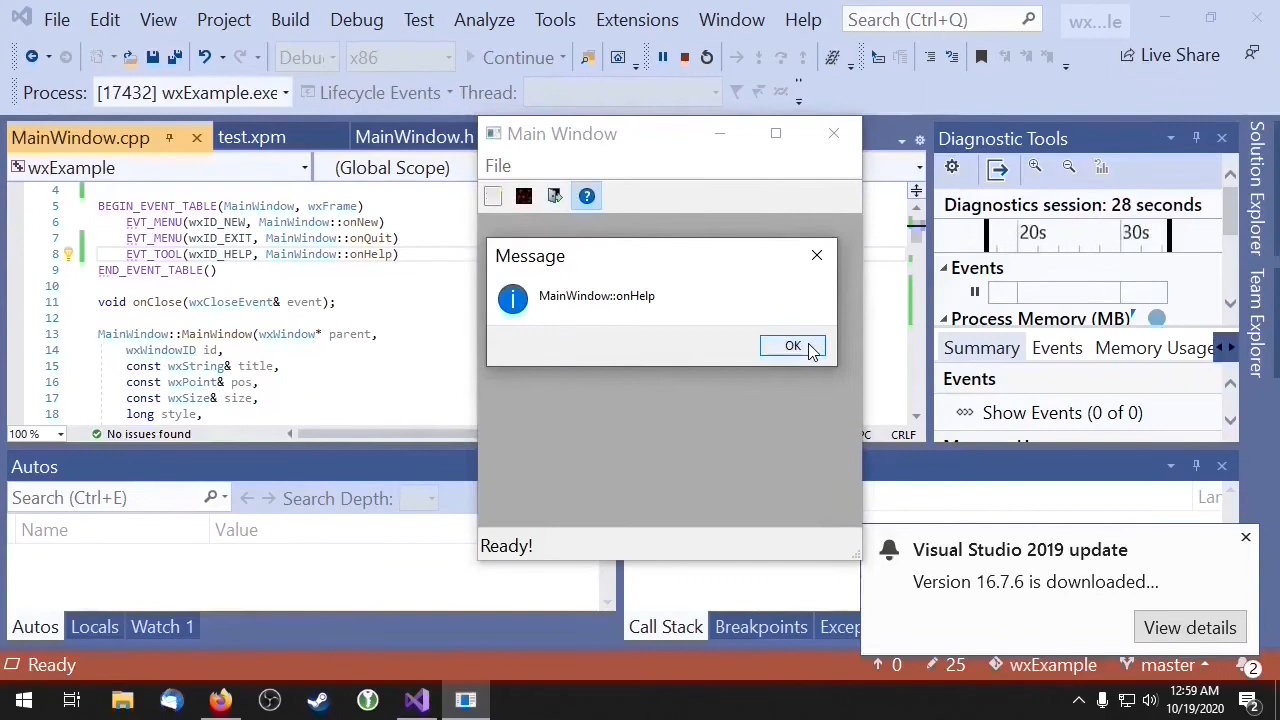 File Edit View Project Build Debug Test Analyze Tools Extensions Window Help Search (Ctrl+Q) wx...le
Debu x86 Continue Live Share
Process: [17432] wxExample.exe Lifecycle Events Thread:
MainWindow.cpp test.xpm MainWindow.h
wxExample (Global Scope)
4
5 BEGIN_EVENT_TABLE(MainWindow, wxFrame)
6 EVT_MENU(wxID_NEW, MainWindow::onNew)
7 EVT_MENU(wxID_EXIT, MainWindow::onQuit)
8 EVT_TOOL(wxID_HELP, MainWindow::onHelp)
9 END_EVENT_TABLE()
10
11 void onClose(wxCloseEvent& event);
12
13 MainWindow::MainWindow(wxWindow* parent,
14 wxWindowID id,
15 const wxString& title,
16 const wxPoint& pos,
17 const wxSize& size,
18 long style,
100 % No issues found PC CRLF
Main Window
File
Message
MainWindow::onHelp
OK
Ready!
Diagnostic Tools
Diagnostics session: 28 seconds
20s 30s
Events
Process Memory (MB)
Summary Events Memory Usage
Events
Show Events (0 of 0)
Solution Explorer
Team Explorer
Autos
Search (Ctrl+E) Search Depth:
Name Value Lar
Autos Locals Watch 1
Call Stack Breakpoints Excep
Visual Studio 2019 update
Version 16.7.6 is downloaded...
View details
Ready 0 25 wxExample master 2
12:59 AM
10/19/2020
2